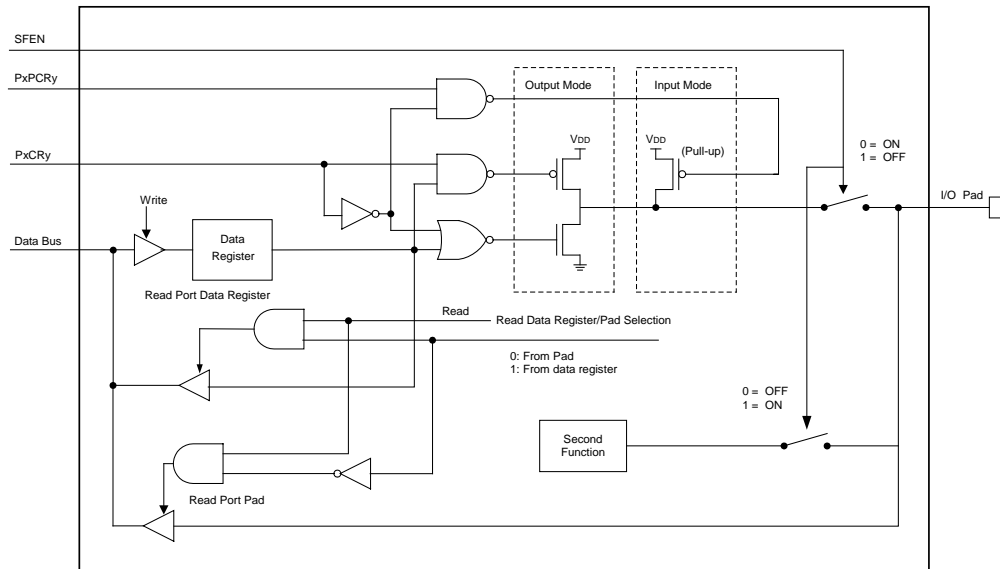 SFEN
PxPCRy
Output Mode
Input Mode
VDD
VDD
(Pull-up)
0 = ON
1 = OFF
PxCRy
I/O Pad
Write
Data Bus
Data
Register
Read Port Data Register
Read
Read Data Register/Pad Selection
0: From Pad
1: From data register
0 = OFF
1 = ON
Second
Function
Read Port Pad